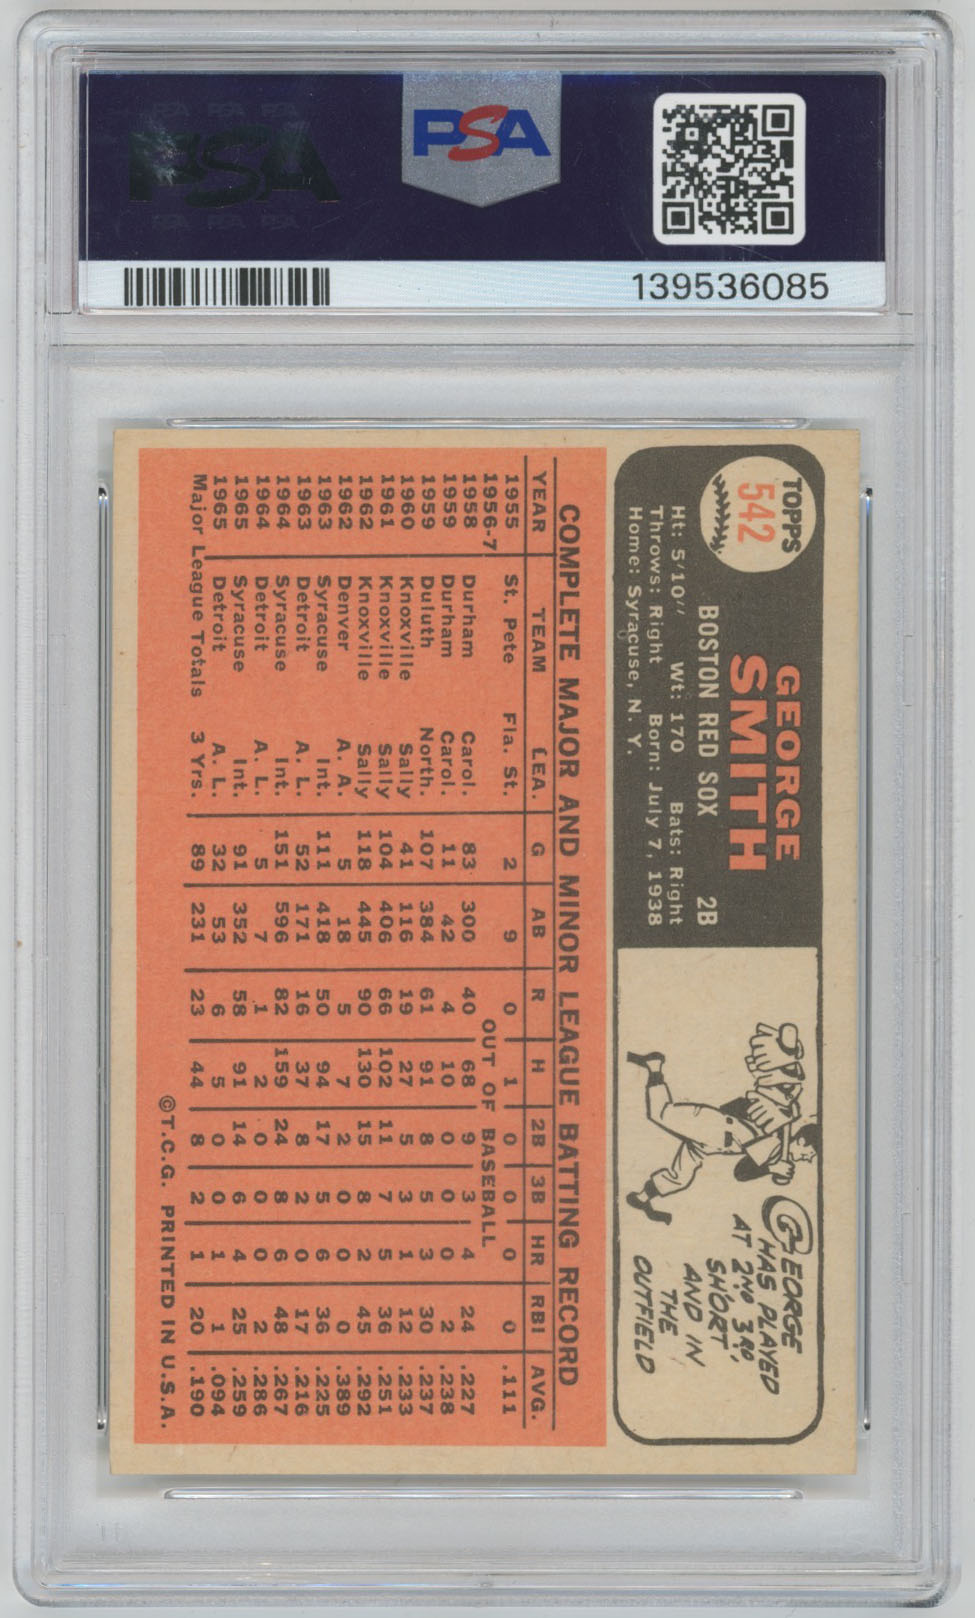 PSA
PSA
139536085
TOPPS
542
GEORGE
SMITH
BOSTON RED SOX 2B
Ht: 5'10" Wt: 170 Bats: Right
Throws: Right Born: July 7, 1938
Home: Syracuse, N. Y.
GEORGE
HAS PLAYED
AT 2ND, 3RD,
SHORT
AND IN
THE
OUTFIELD
COMPLETE MAJOR AND MINOR LEAGUE BATTING RECORD
YEAR TEAM LEA. G AB R H 2B 3B HR RBI AVG.
1955 St. Pete Fla. St. 2 9 0 1 0 0 0 0 .111
1956-7 OUT OF BASEBALL
1958 Durham Carol. 83 300 40 68 9 3 4 24 .227
1959 Durham Carol. 11 42 4 10 0 0 0 2 .238
1959 Duluth North. 107 384 61 91 8 5 3 30 .237
1960 Knoxville Sally 41 116 19 27 5 3 1 12 .233
1961 Knoxville Sally 104 406 66 102 11 7 5 36 .251
1962 Knoxville Sally 118 445 90 130 15 8 2 45 .292
1962 Denver A. A. 5 18 5 7 2 0 0 0 .389
1963 Syracuse Int. 111 418 50 94 17 5 6 36 .225
1963 Detroit A. L. 52 171 16 37 8 2 0 17 .216
1964 Syracuse Int. 151 596 82 159 24 8 6 48 .267
1964 Detroit A. L. 5 7 1 2 0 0 0 2 .286
1965 Syracuse Int. 91 352 58 91 14 6 4 25 .259
1965 Detroit A. L. 32 53 6 5 0 0 1 1 .094
Major League Totals 3 Yrs. 89 231 23 44 8 2 1 20 .190
©T.C.G. PRINTED IN U.S.A.